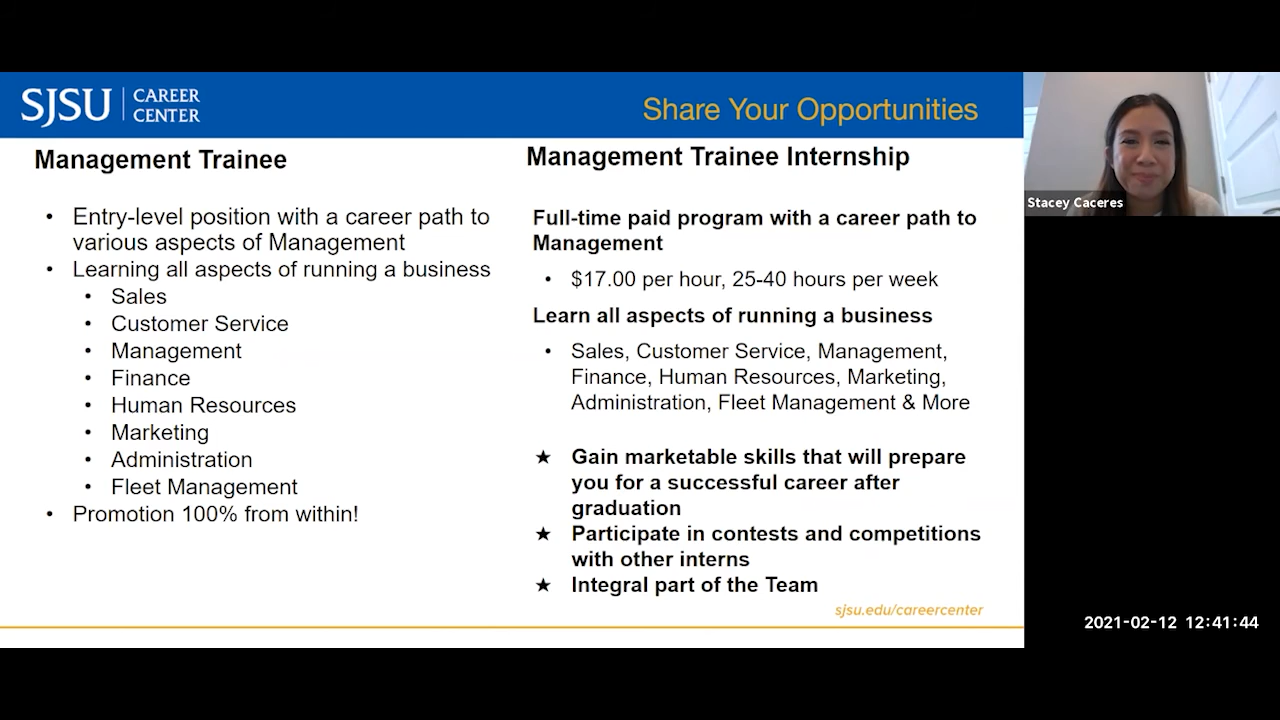 SJSU
CAREER
CENTER
Share Your Opportunities
Management Trainee
• Entry-level position with a career path to
various aspects of Management
• Learning all aspects of running a business
• Sales
• Customer Service
• Management
• Finance
• Human Resources
• Marketing
• Administration
• Fleet Management
• Promotion 100% from within!
Management Trainee Internship
Full-time paid program with a career path to
Management
• $17.00 per hour, 25-40 hours per week
Learn all aspects of running a business
• Sales, Customer Service, Management,
Finance, Human Resources, Marketing,
Administration, Fleet Management & More
★ Gain marketable skills that will prepare
you for a successful career after
graduation
★ Participate in contests and competitions
with other interns
★ Integral part of the Team
sjsu.edu/careercenter
Stacey Caceres
2021-02-12 12:41:44